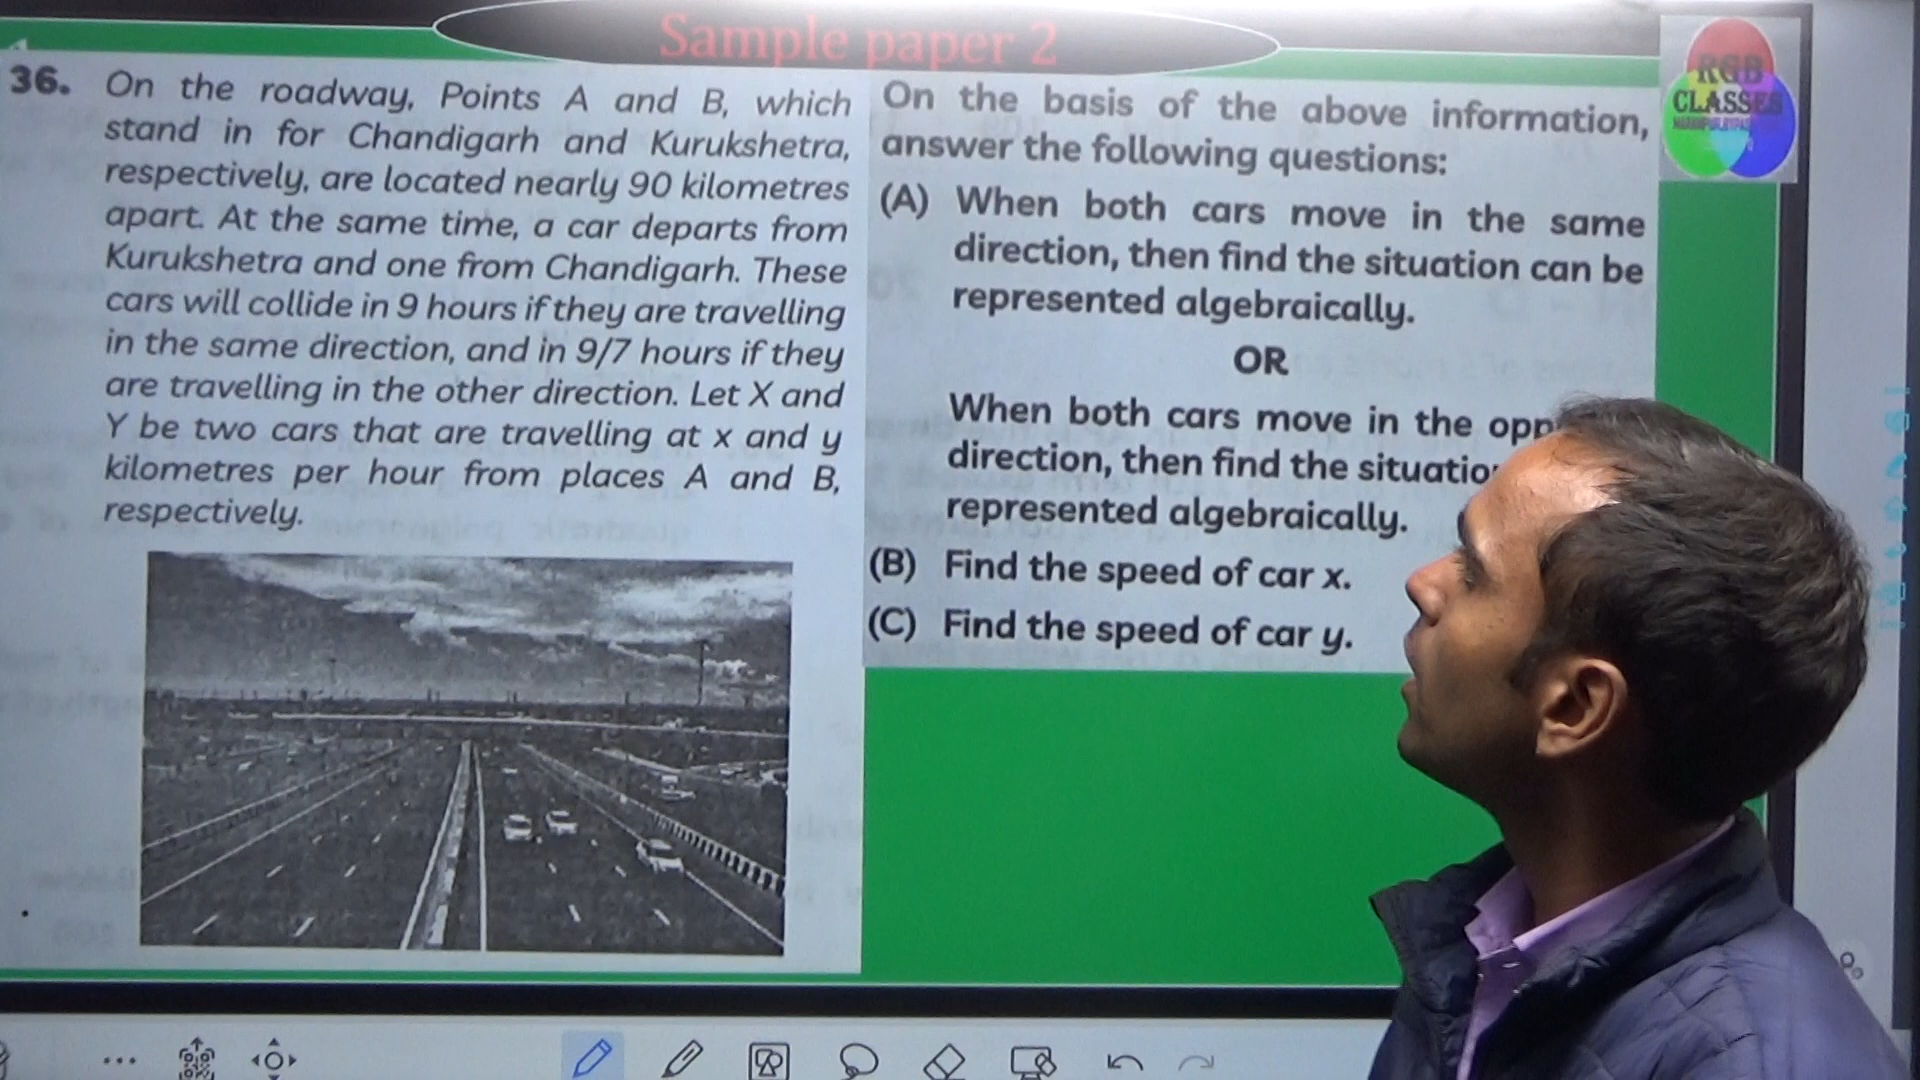 Sample paper 2
36. On the roadway, Points A and B, which
stand in for Chandigarh and Kurukshetra,
respectively, are located nearly 90 kilometres
apart. At the same time, a car departs from
Kurukshetra and one from Chandigarh. These
cars will collide in 9 hours if they are travelling
in the same direction, and in 9/7 hours if they
are travelling in the other direction. Let X and
Y be two cars that are travelling at x and y
kilometres per hour from places A and B,
respectively.
On the basis of the above information,
answer the following questions:
(A) When both cars move in the same
direction, then find the situation can be
represented algebraically.
OR
When both cars move in the opp
direction, then find the situatio
represented algebraically.
(B) Find the speed of car x.
(C) Find the speed of car y.
RGB
CLASSES